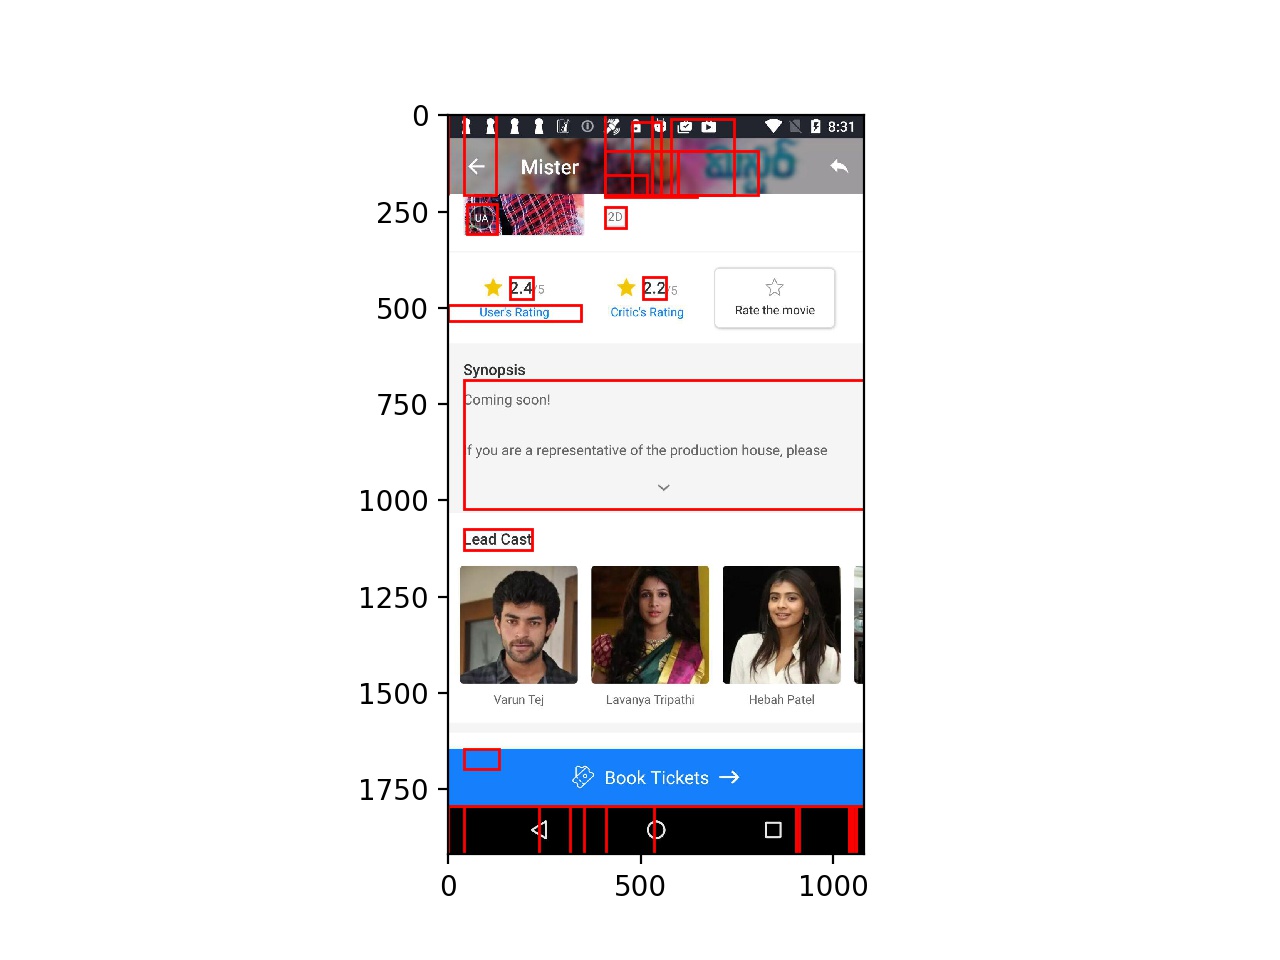 0
250
500
750
1000
1250
1500
1750
0
500
1000
8:31
Mister
మిస్టర్
UA
2D
2.4/5
2.2/5
User's Rating
Critic's Rating
Rate the movie
Synopsis
Coming soon!
If you are a representative of the production house, please
Lead Cast
Varun Tej
Lavanya Tripathi
Hebah Patel
Book Tickets